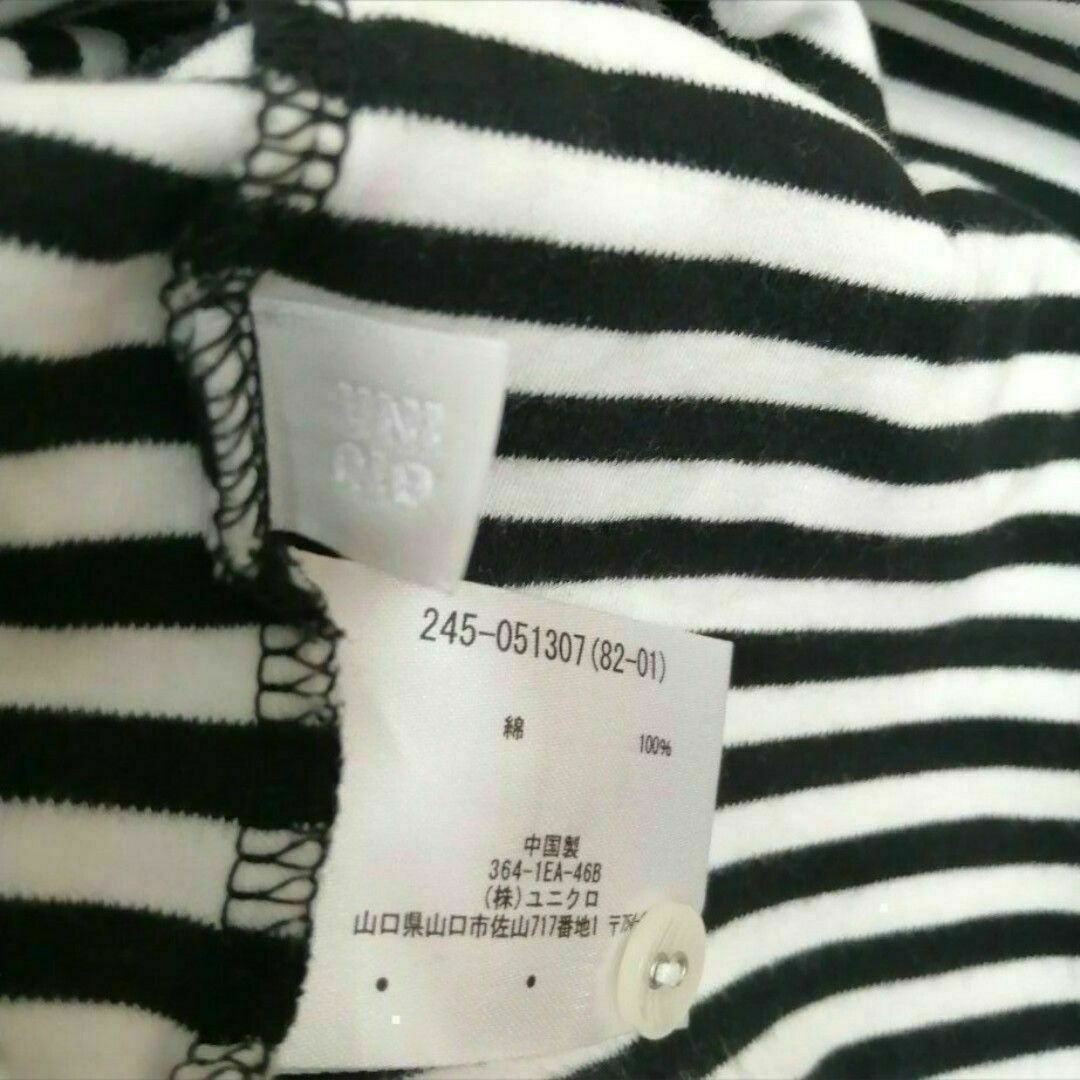 UNI
QLO
245-051307(82-01)
綿 100%
中国製
364-1EA-46B
(株)ユニクロ
山口県山口市佐山717番地1